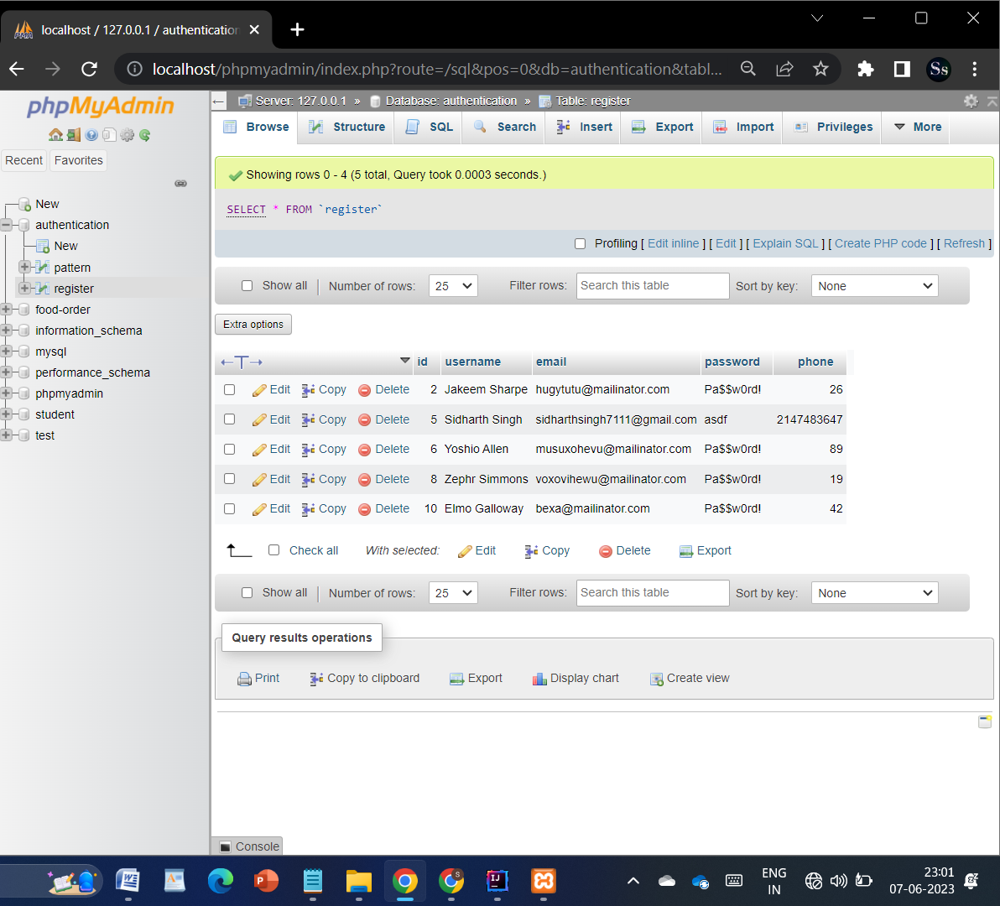 localhost / 127.0.0.1 / authentication
localhost/phpmyadmin/index.php?route=/sql&pos=0&db=authentication&tabl...
Ss
phpMyAdmin
Recent Favorites
New
authentication
New
pattern
register
food-order
information_schema
mysql
performance_schema
phpmyadmin
student
test
Server: 127.0.0.1 » Database: authentication » Table: register
Browse Structure SQL Search Insert Export Import Privileges More
Showing rows 0 - 4 (5 total, Query took 0.0003 seconds.)
SELECT * FROM `register`
Profiling [ Edit inline ] [ Edit ] [ Explain SQL ] [ Create PHP code ] [ Refresh ]
Show all Number of rows: 25 Filter rows: Search this table Sort by key: None
Extra options
←T→ id username email password phone
Edit Copy Delete 2 Jakeem Sharpe hugytutu@mailinator.com Pa$$w0rd! 26
Edit Copy Delete 5 Sidharth Singh sidharthsingh7111@gmail.com asdf 2147483647
Edit Copy Delete 6 Yoshio Allen musuxohevu@mailinator.com Pa$$w0rd! 89
Edit Copy Delete 8 Zephr Simmons voxovihewu@mailinator.com Pa$$w0rd! 19
Edit Copy Delete 10 Elmo Galloway bexa@mailinator.com Pa$$w0rd! 42
Check all With selected: Edit Copy Delete Export
Show all Number of rows: 25 Filter rows: Search this table Sort by key: None
Query results operations
Print Copy to clipboard Export Display chart Create view
Console
ENG
IN
23:01
07-06-2023